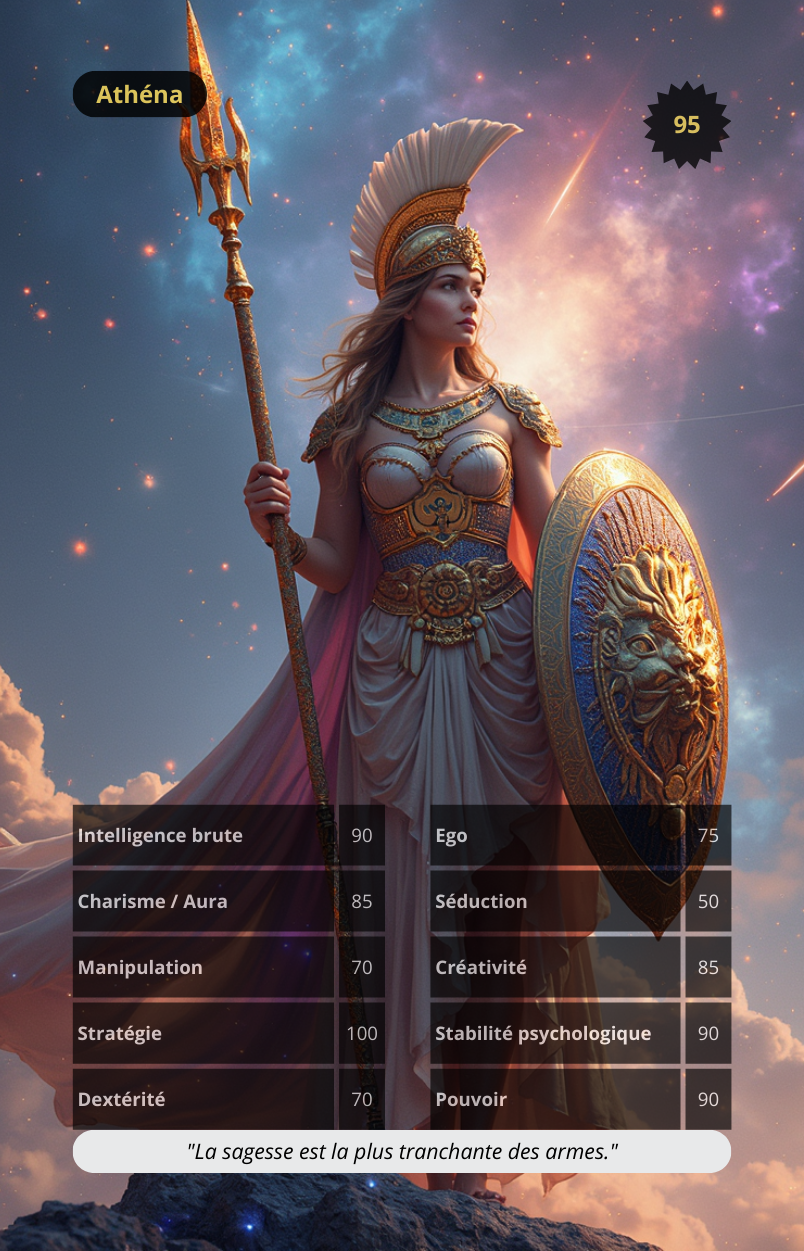 Athéna
95
Intelligence brute 90
Charisme / Aura 85
Manipulation 70
Stratégie 100
Dextérité 70
Ego 75
Séduction 50
Créativité 85
Stabilité psychologique 90
Pouvoir 90
"La sagesse est la plus tranchante des armes."